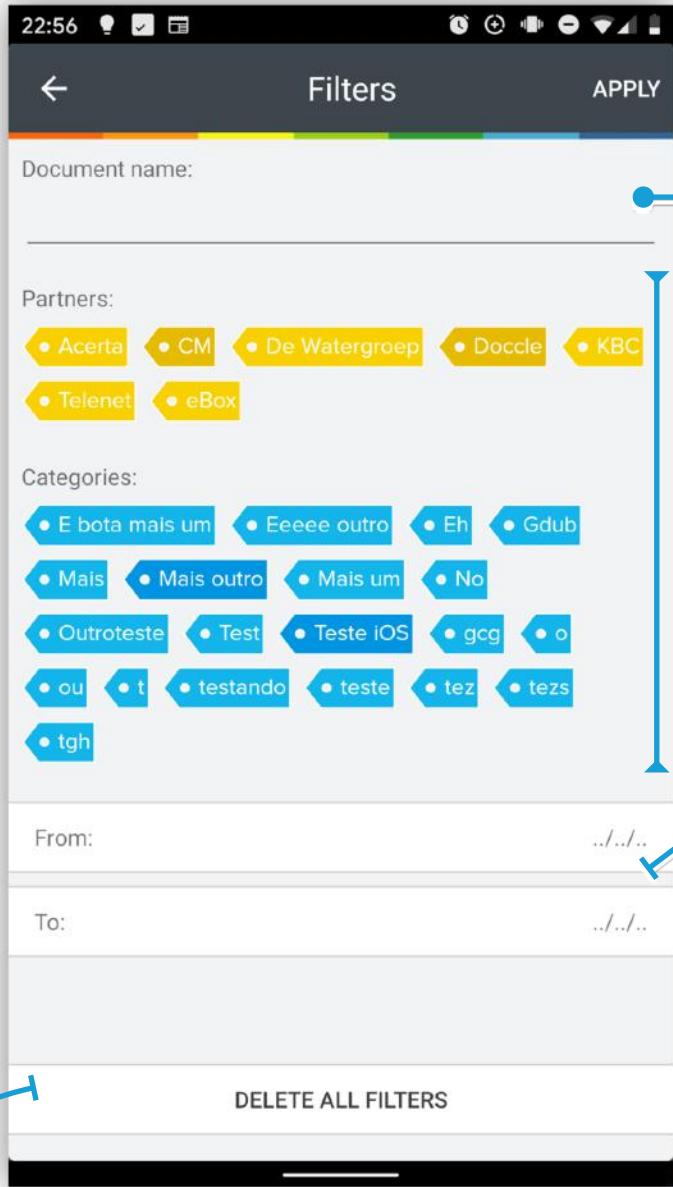 22:56
Filters APPLY
Document name:
Partners:
Acerta CM De Watergroep Doccle KBC
Telenet eBox
Categories:
E bota mais um Eeeee outro Eh Gdub
Mais Mais outro Mais um No
Outroteste Test Teste iOS gcg o
ou t testando teste tez tezs
tgh
From: ../../..
To: ../../..
DELETE ALL FILTERS